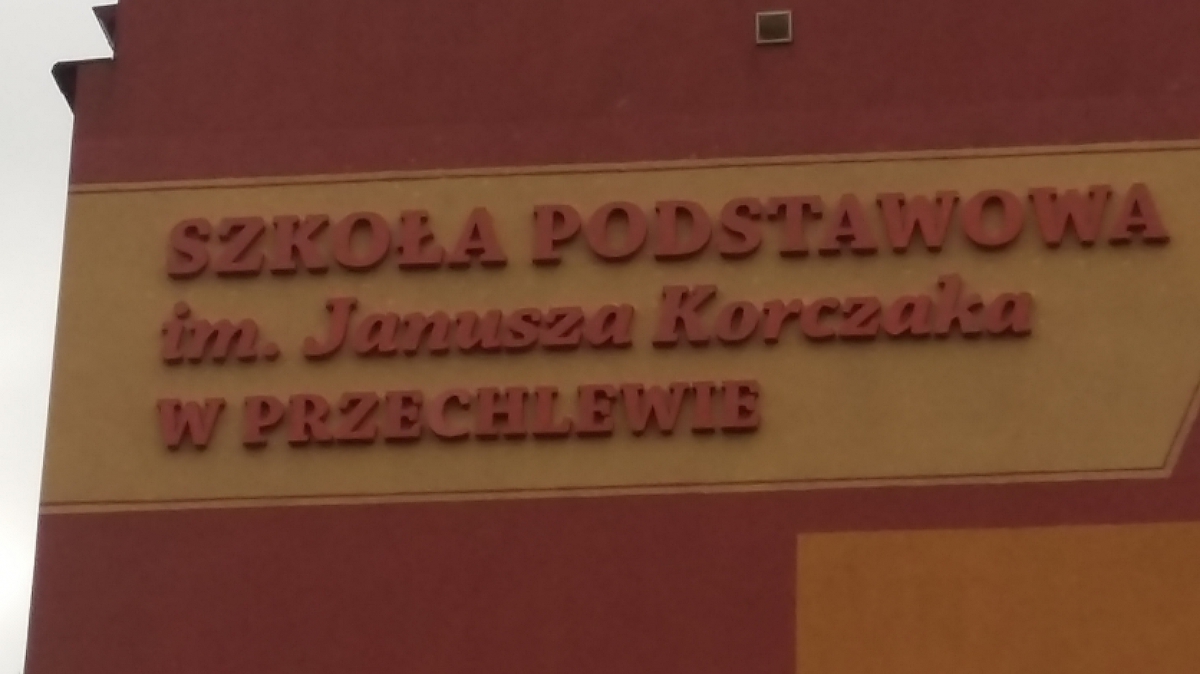 SZKOŁA PODSTAWOWA
im. Janusza Korczaka
W PRZECHLEWIE